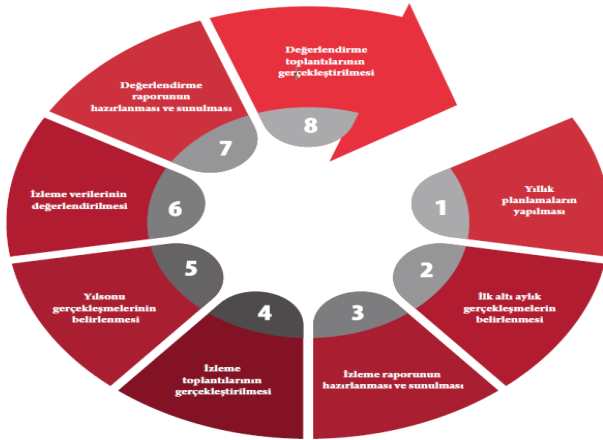 1
Yıllık
planlamaların
yapılması
2
İlk altı aylık
gerçekleşmelerin
belirlenmesi
3
İzleme raporunun
hazırlanması ve sunulması
4
İzleme
toplantılarının
gerçekleştirilmesi
5
Yılsonu
gerçekleşmelerinin
belirlenmesi
6
İzleme verilerinin
değerlendirilmesi
7
Değerlendirme
raporunun
hazırlanması ve sunulması
8
Değerlendirme
toplantılarının
gerçekleştirilmesi